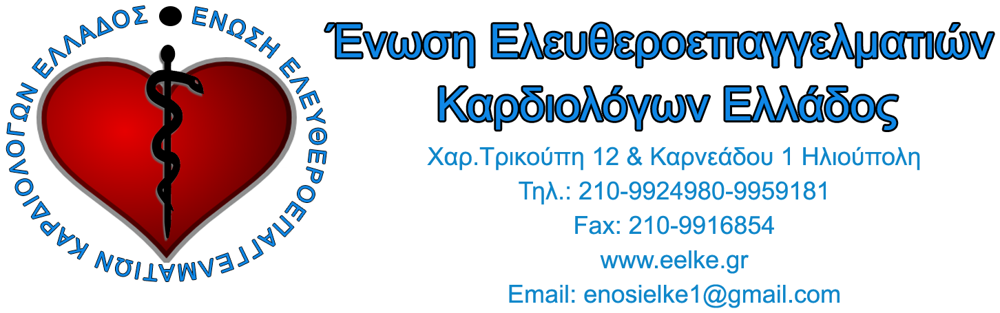 ΕΝΩΣΗ ΕΛΕΥΘΕΡΟΕΠΑΓΓΕΛΜΑΤΙΩΝ ΚΑΡΔΙΟΛΟΓΩΝ ΕΛΛΑΔΟΣ
Ένωση Ελευθεροεπαγγελματιών
Καρδιολόγων Ελλάδος
Χαρ.Τρικούπη 12 & Καρνεάδου 1 Ηλιούπολη
Τηλ.: 210-9924980-9959181
Fax: 210-9916854
www.eelke.gr
Email: enosielke1@gmail.com